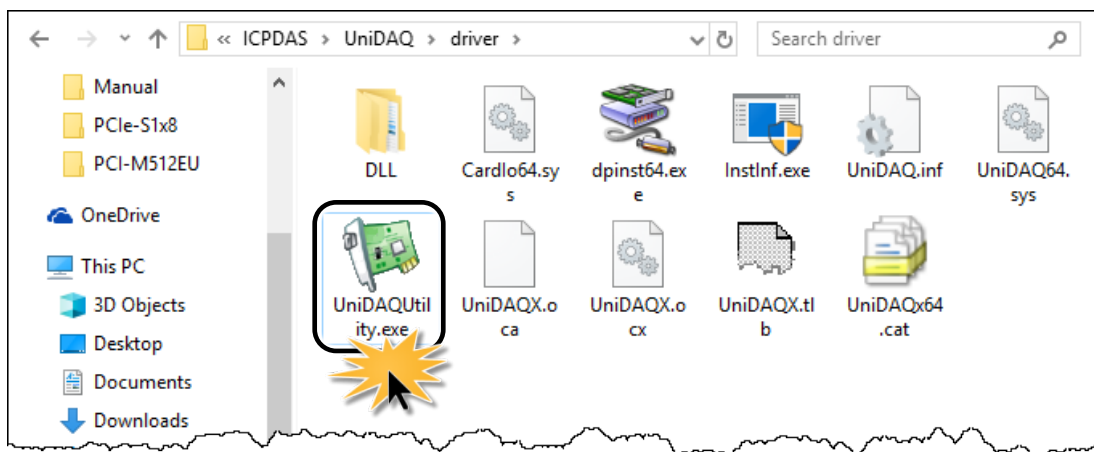 « ICPDAS > UniDAQ > driver >
Search driver
Manual
PCIe-S1x8
PCI-M512EU
OneDrive
This PC
3D Objects
Desktop
Documents
Downloads
DLL
CardIo64.sy
s
dpinst64.ex
e
InstInf.exe
UniDAQ.inf
UniDAQ64.
sys
UniDAQUtil
ity.exe
UniDAQX.o
ca
UniDAQX.o
cx
UniDAQX.tl
b
UniDAQx64
.cat